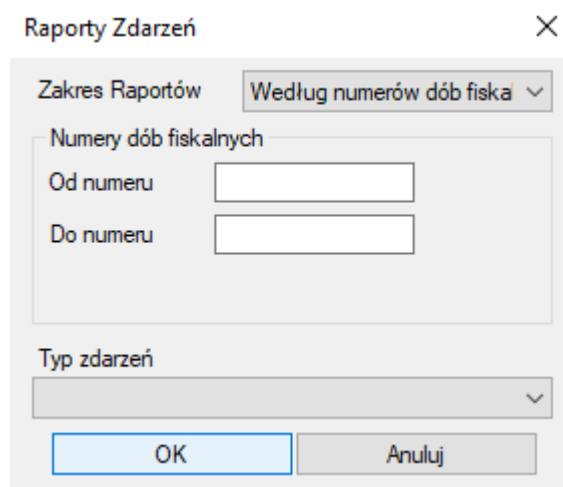 Raporty Zdarzeń
Zakres Raportów Według numerów dób fiskal
Numery dób fiskalnych
Od numeru
Do numeru
Typ zdarzeń
OK Anuluj